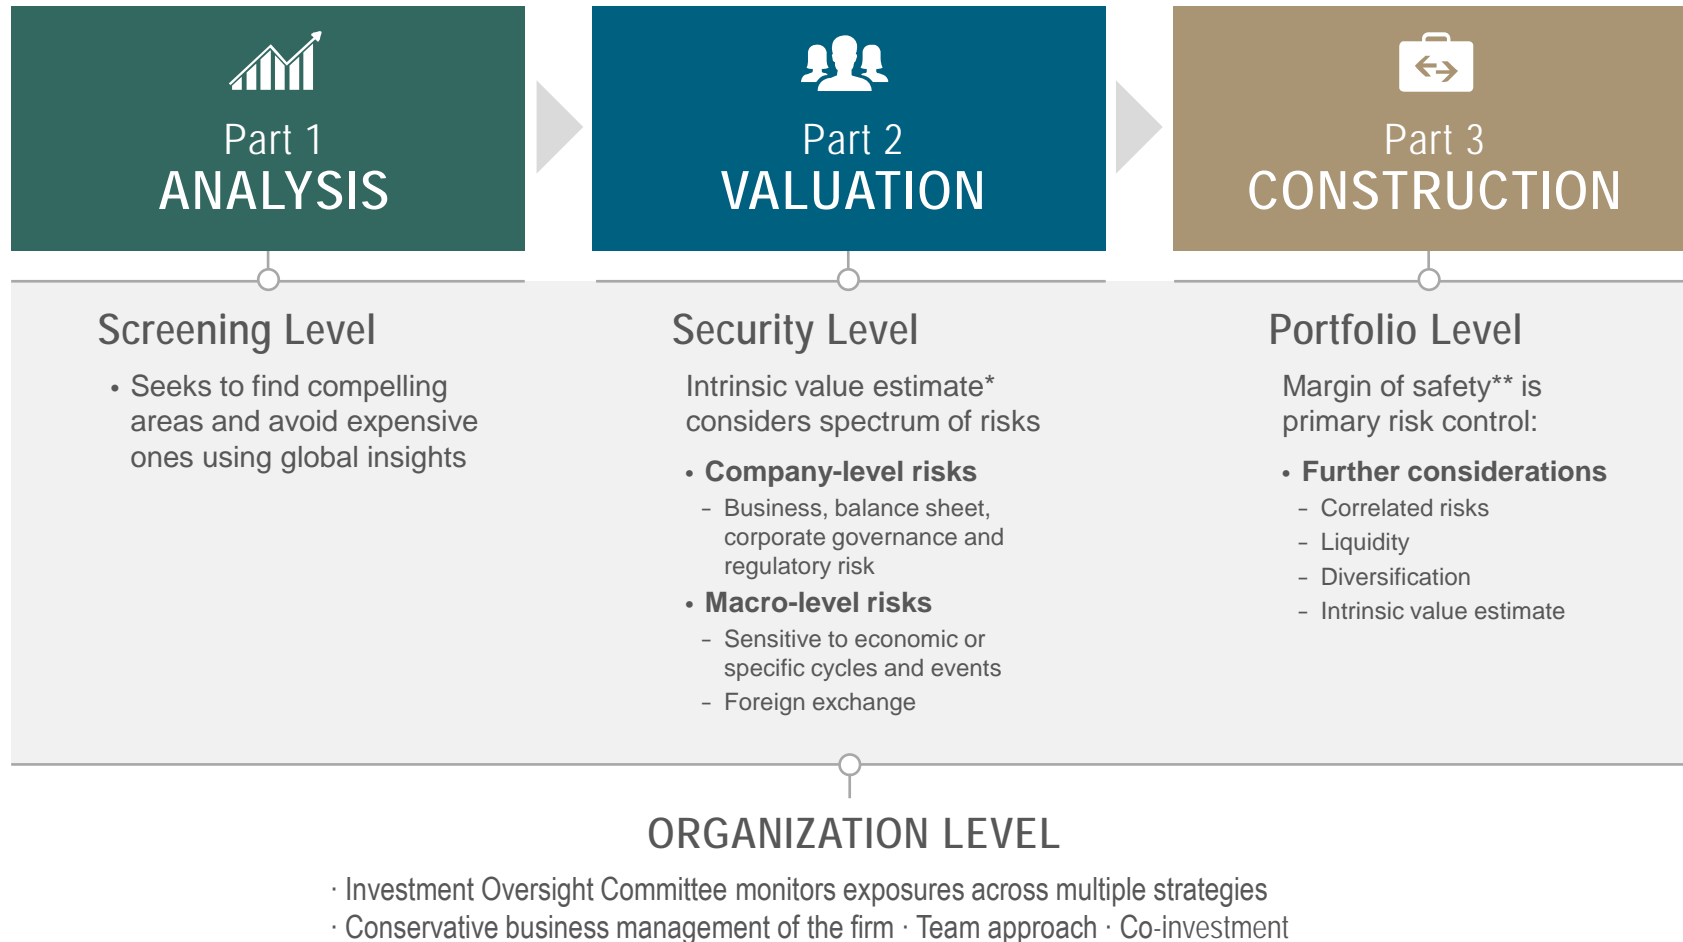 Part 1
ANALYSIS
Part 2
VALUATION
Part 3
CONSTRUCTION
Screening Level
• Seeks to find compelling
areas and avoid expensive
ones using global insights
Security Level
Intrinsic value estimate*
considers spectrum of risks
• Company-level risks
- Business, balance sheet,
corporate governance and
regulatory risk
• Macro-level risks
- Sensitive to economic or
specific cycles and events
- Foreign exchange
Portfolio Level
Margin of safety** is
primary risk control:
• Further considerations
- Correlated risks
- Liquidity
- Diversification
- Intrinsic value estimate
ORGANIZATION LEVEL
· Investment Oversight Committee monitors exposures across multiple strategies
· Conservative business management of the firm · Team approach · Co-investment